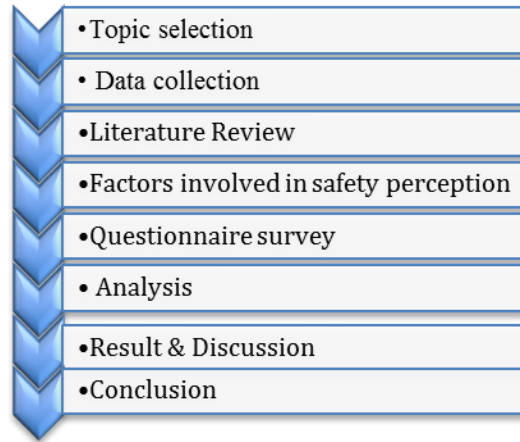 •Topic selection
• Data collection
•Literature Review
•Factors involved in safety perception
•Questionnaire survey
• Analysis
•Result & Discussion
•Conclusion